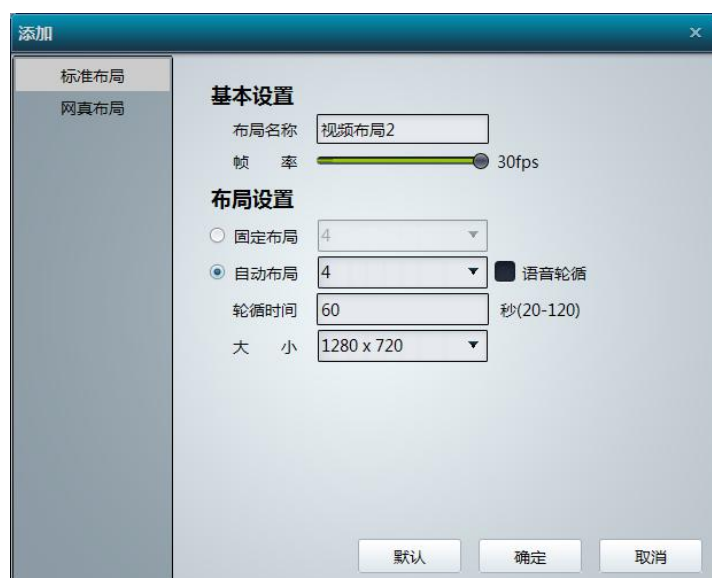 添加
标准布局
网真布局
基本设置
布局名称 视频布局2
帧 率 30fps
布局设置
固定布局 4
自动布局 4 语音轮循
轮循时间 60 秒(20-120)
大 小 1280 x 720
默认 确定 取消